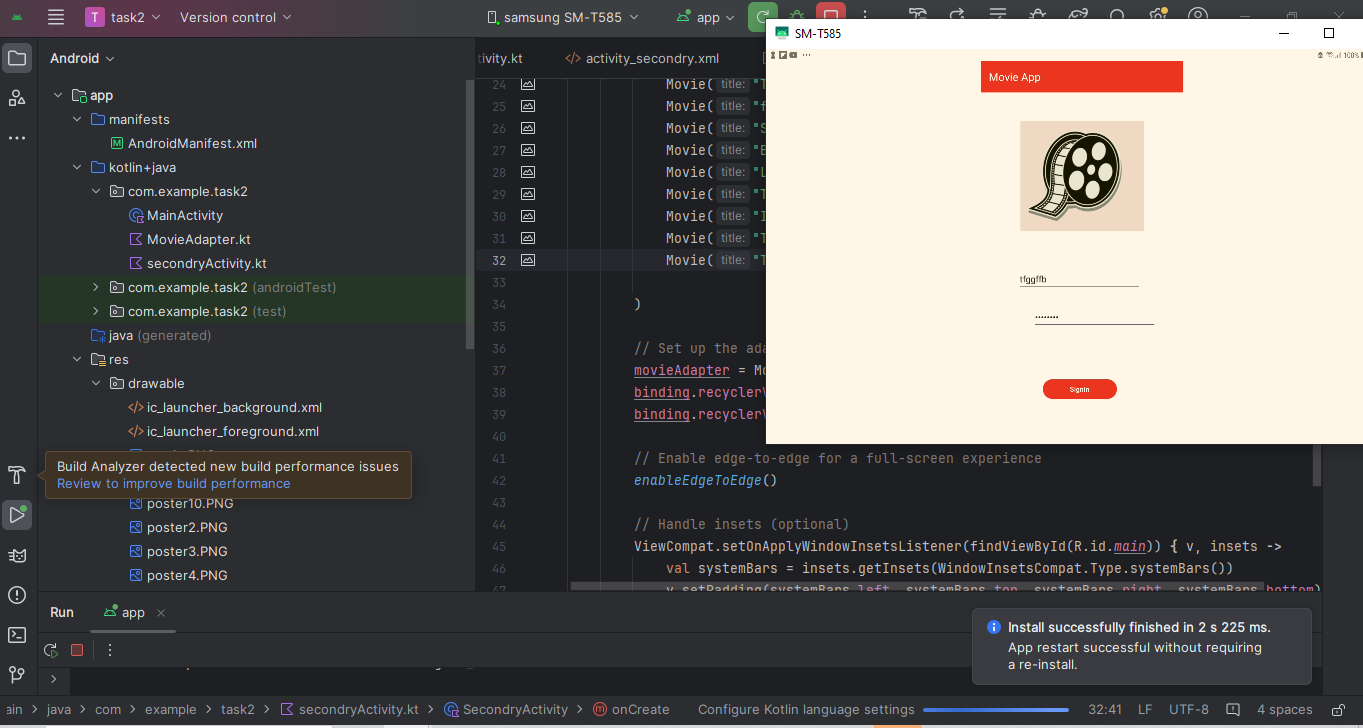 T task2 Version control samsung SM-T585 app
SM-T585
Android
tivity.kt activity_secondry.xml
100%
Movie App
app
manifests
AndroidManifest.xml
kotlin+java
com.example.task2
MainActivity
MovieAdapter.kt
secondryActivity.kt
com.example.task2 (androidTest)
com.example.task2 (test)
java (generated)
res
drawable
ic_launcher_background.xml
ic_launcher_foreground.xml
Build Analyzer detected new build performance issues
Review to improve build performance
poster10.PNG
poster2.PNG
poster3.PNG
poster4.PNG
24 Movie( title: "T
25 Movie( title: "f
26 Movie( title: "S
27 Movie( title: "B
28 Movie( title: "L
29 Movie( title: "T
30 Movie( title: "I
31 Movie( title: "T
32 Movie( title: "T
33
34 )
35
36 // Set up the ada
37 movieAdapter = Mo
38 binding.recyclerV
39 binding.recyclerV
40
41 // Enable edge-to-edge for a full-screen experience
42 enableEdgeToEdge()
43
44 // Handle insets (optional)
45 ViewCompat.setOnApplyWindowInsetsListener(findViewById(R.id.main)) { v, insets ->
46 val systemBars = insets.getInsets(WindowInsetsCompat.Type.systemBars())
47 v.setPadding(systemBars.left, systemBars.top, systemBars.right, systemBars.bottom)
tfggffb
........
SignIn
Run app
Install successfully finished in 2 s 225 ms.
App restart successful without requiring
a re-install.
ain > java > com > example > task2 > secondryActivity.kt > SecondryActivity > onCreate Configure Kotlin language settings 32:41 LF UTF-8 4 spaces